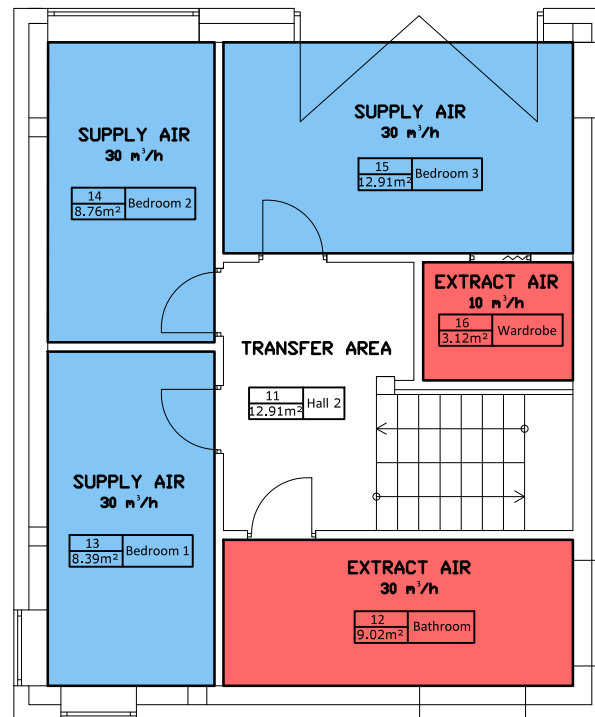 SUPPLY AIR
30 m³/h
14
8.76m²
Bedroom 2
SUPPLY AIR
30 m³/h
15
12.91m²
Bedroom 3
EXTRACT AIR
10 m³/h
16
3.12m²
Wardrobe
TRANSFER AREA
11
12.91m²
Hall 2
SUPPLY AIR
30 m³/h
13
8.39m²
Bedroom 1
EXTRACT AIR
30 m³/h
12
9.02m²
Bathroom